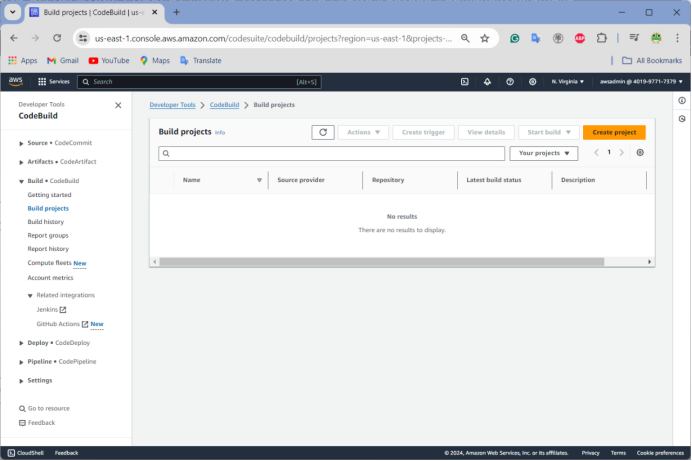 Build projects | CodeBuild | us-
us-east-1.console.aws.amazon.com/codesuite/codebuild/projects?region=us-east-1&projects-...
Apps Gmail YouTube Maps Translate All Bookmarks
aws Services Search [Alt+S] N. Virginia awsadmin @ 4019-9771-7379
Developer Tools
CodeBuild
Source • CodeCommit
Artifacts • CodeArtifact
Build • CodeBuild
Getting started
Build projects
Build history
Report groups
Report history
Compute fleets New
Account metrics
Related integrations
Jenkins
GitHub Actions New
Deploy • CodeDeploy
Pipeline • CodePipeline
Settings
Go to resource
Feedback
Developer Tools > CodeBuild > Build projects
Build projects Info Actions Create trigger View details Start build Create project
Your projects < 1 >
Name Source provider Repository Latest build status Description
No results
There are no results to display.
CloudShell Feedback © 2024, Amazon Web Services, Inc. or its affiliates. Privacy Terms Cookie preferences